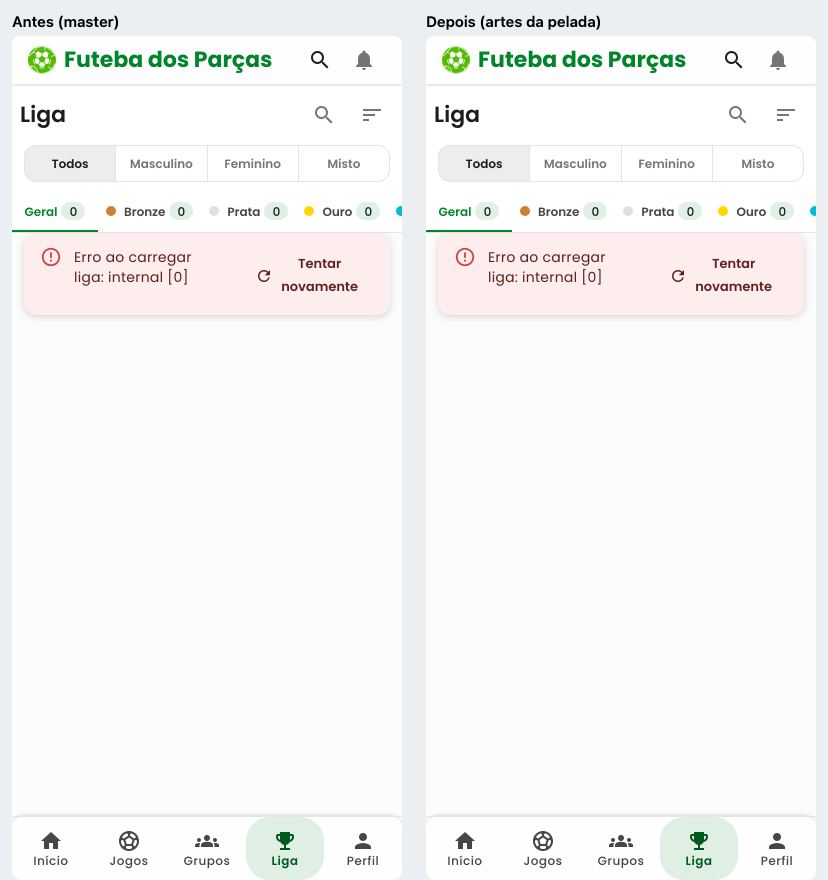 Antes (master)
Futeba dos Parças
Liga
Todos Masculino Feminino Misto
Geral 0 Bronze 0 Prata 0 Ouro 0
Erro ao carregar
liga: internal [0]
Tentar
novamente
Início Jogos Grupos Liga Perfil
Depois (artes da pelada)
Futeba dos Parças
Liga
Todos Masculino Feminino Misto
Geral 0 Bronze 0 Prata 0 Ouro 0
Erro ao carregar
liga: internal [0]
Tentar
novamente
Início Jogos Grupos Liga Perfil